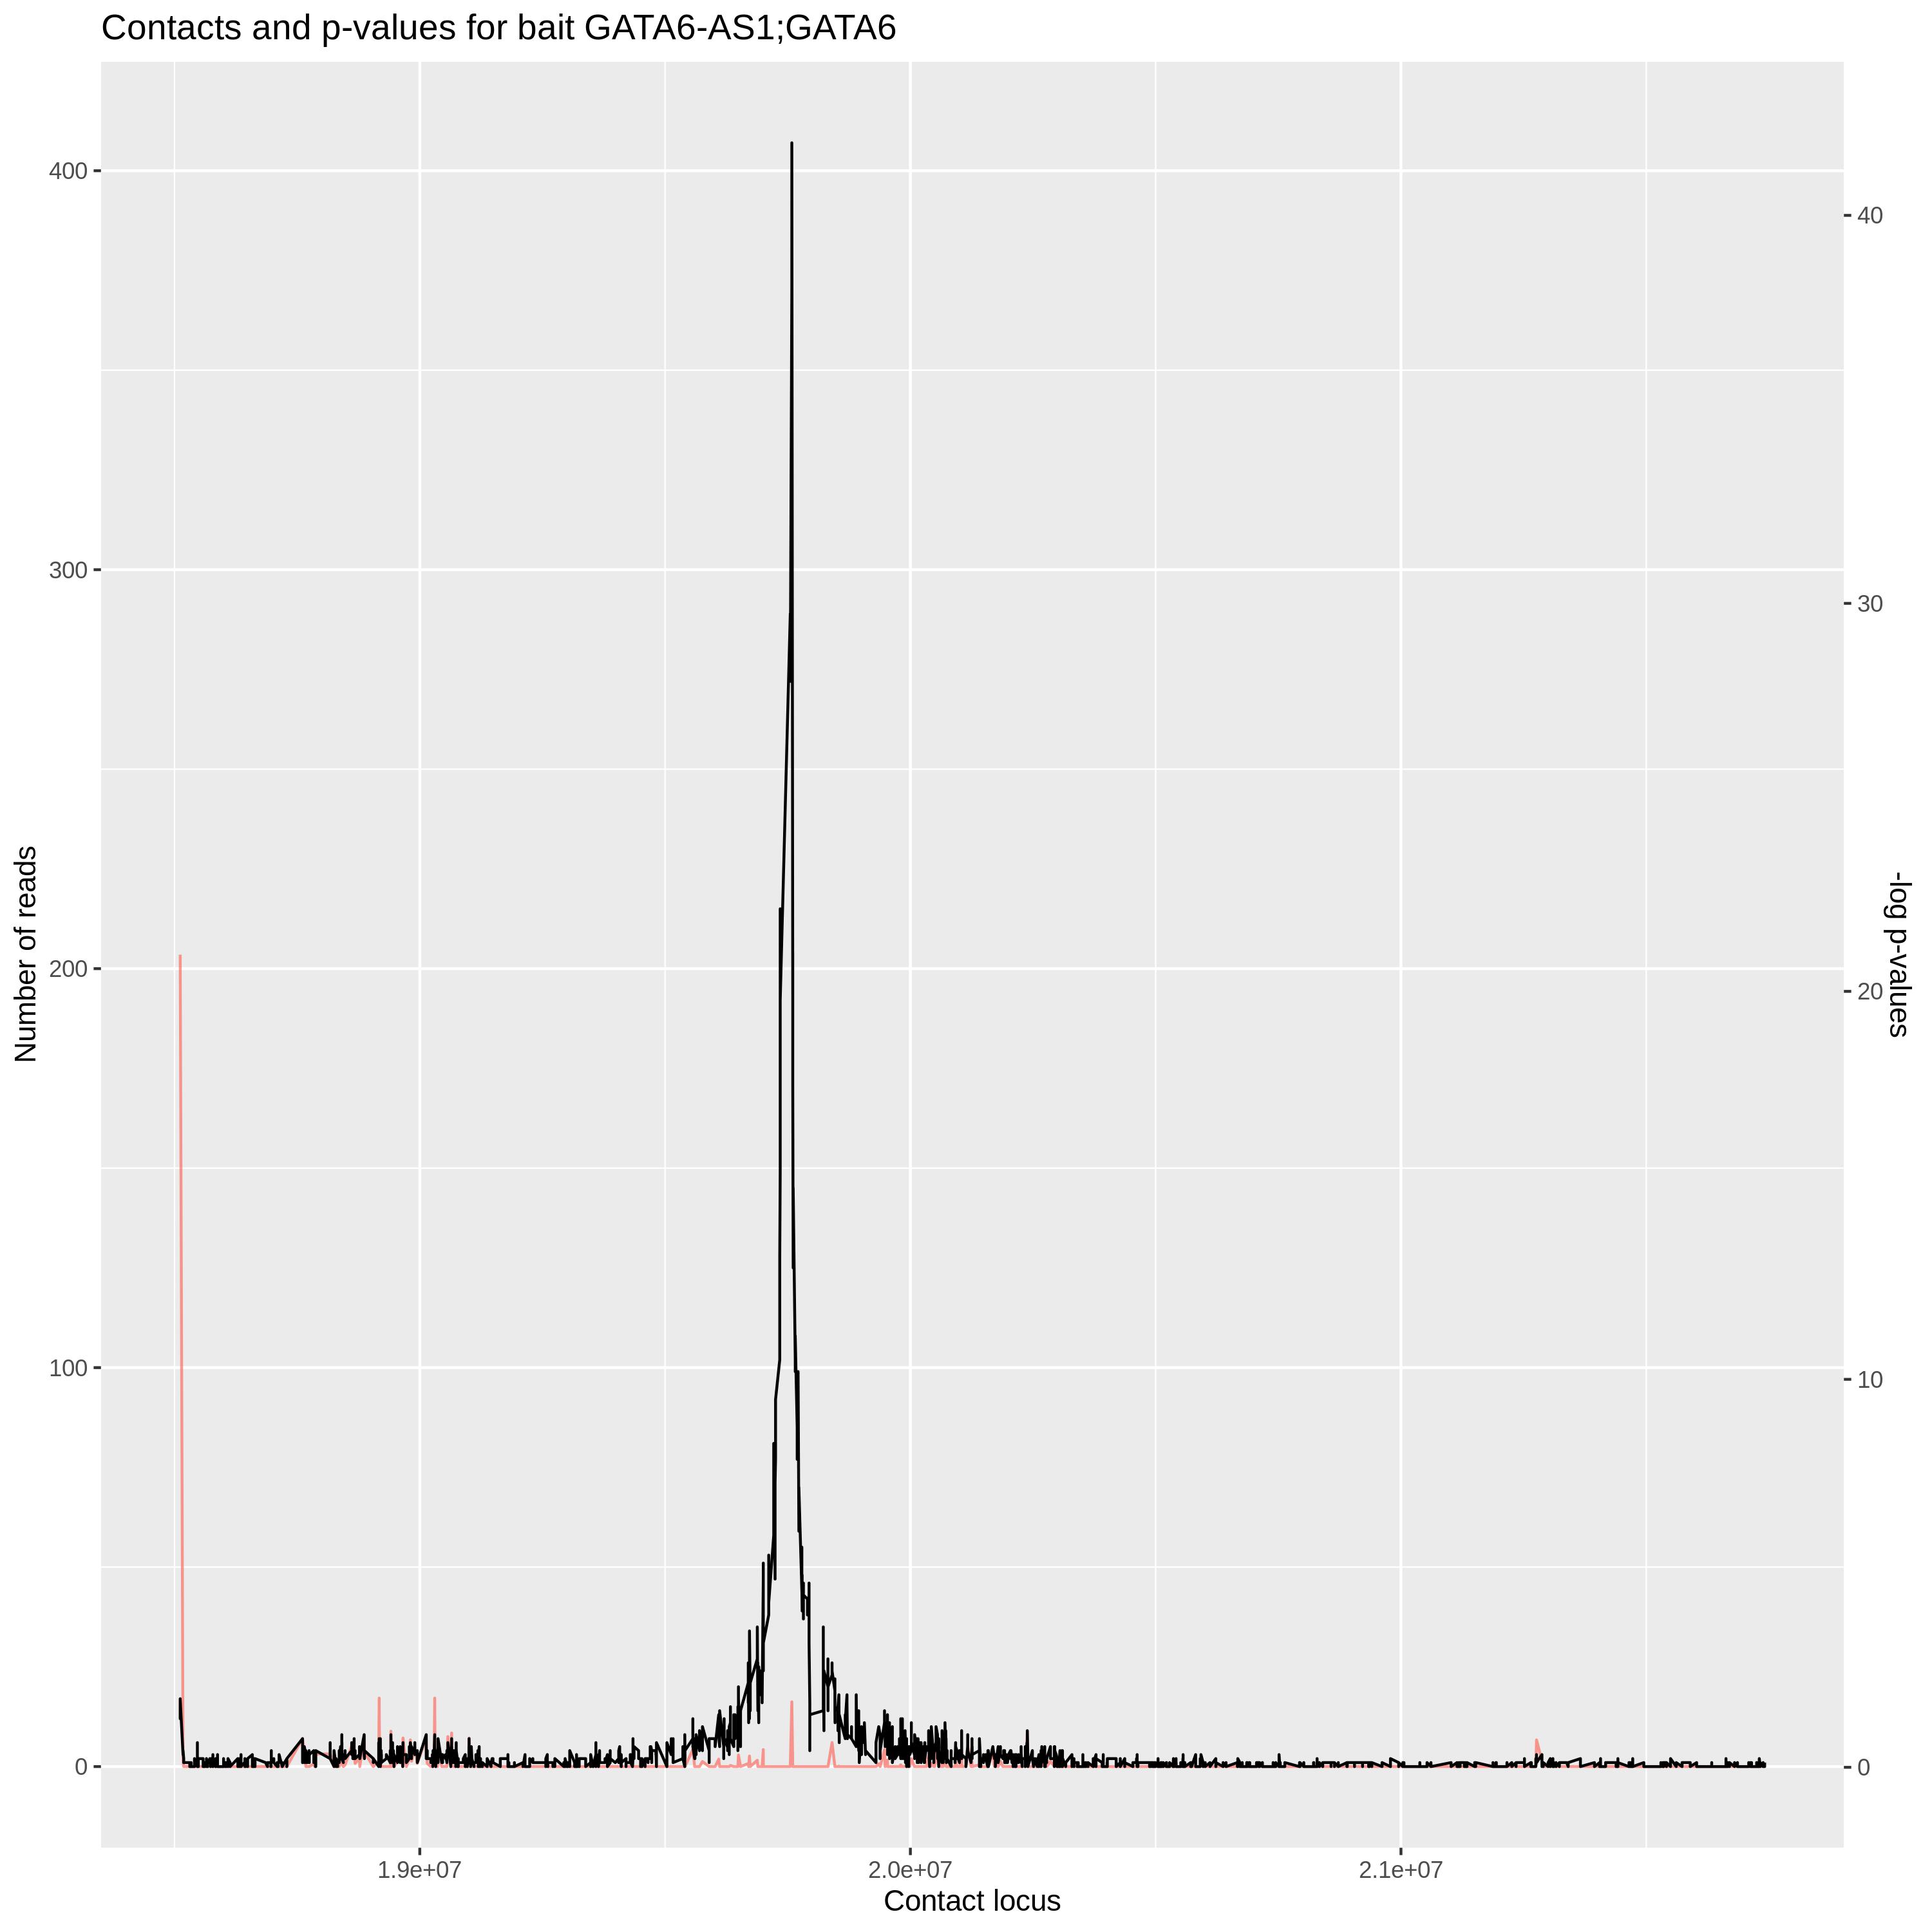 Contacts and p-values for bait GATA6-AS1;GATA6
400
300
200
100
0
Number of reads
40
30
20
10
0
-log p-values
1.9e+07
2.0e+07
2.1e+07
Contact locus